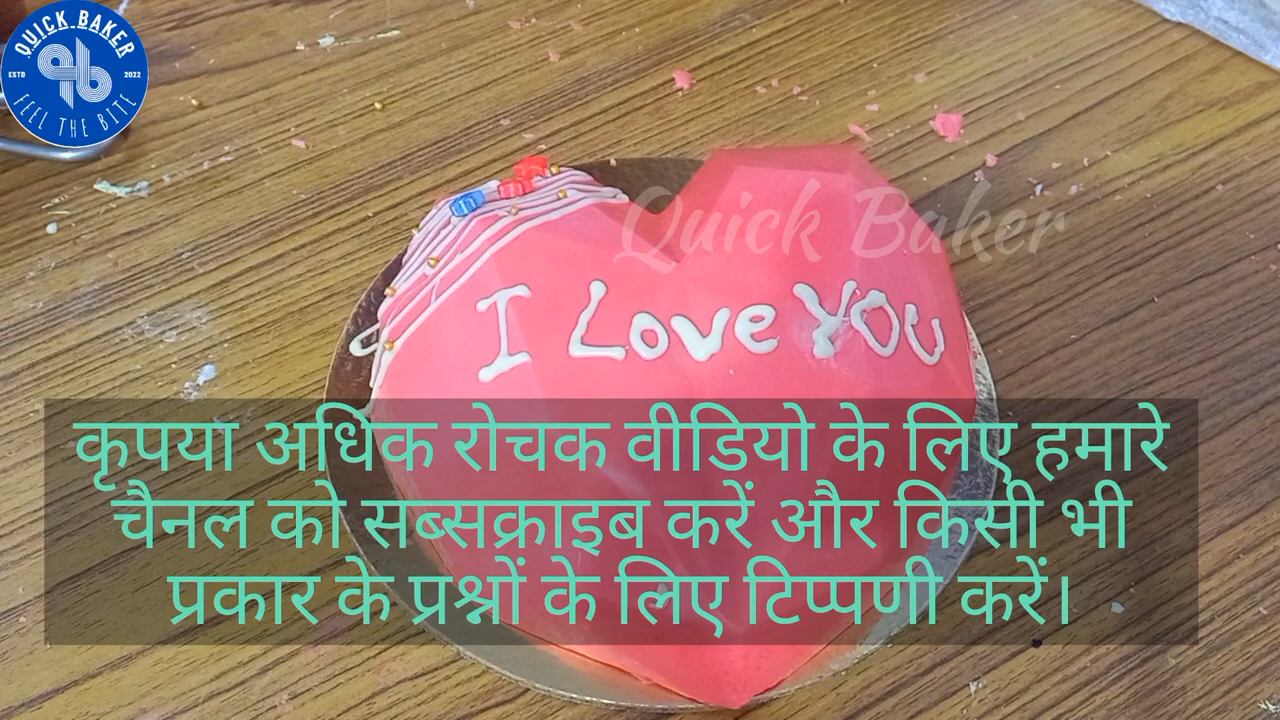 QUICK BAKER
ESTD 2022
FEEL THE BITE
Quick Baker
I Love YOU
कृपया अधिक रोचक वीडियो के लिए हमारे
चैनल को सब्सक्राइब करें और किसी भी
प्रकार के प्रश्नों के लिए टिप्पणी करें।